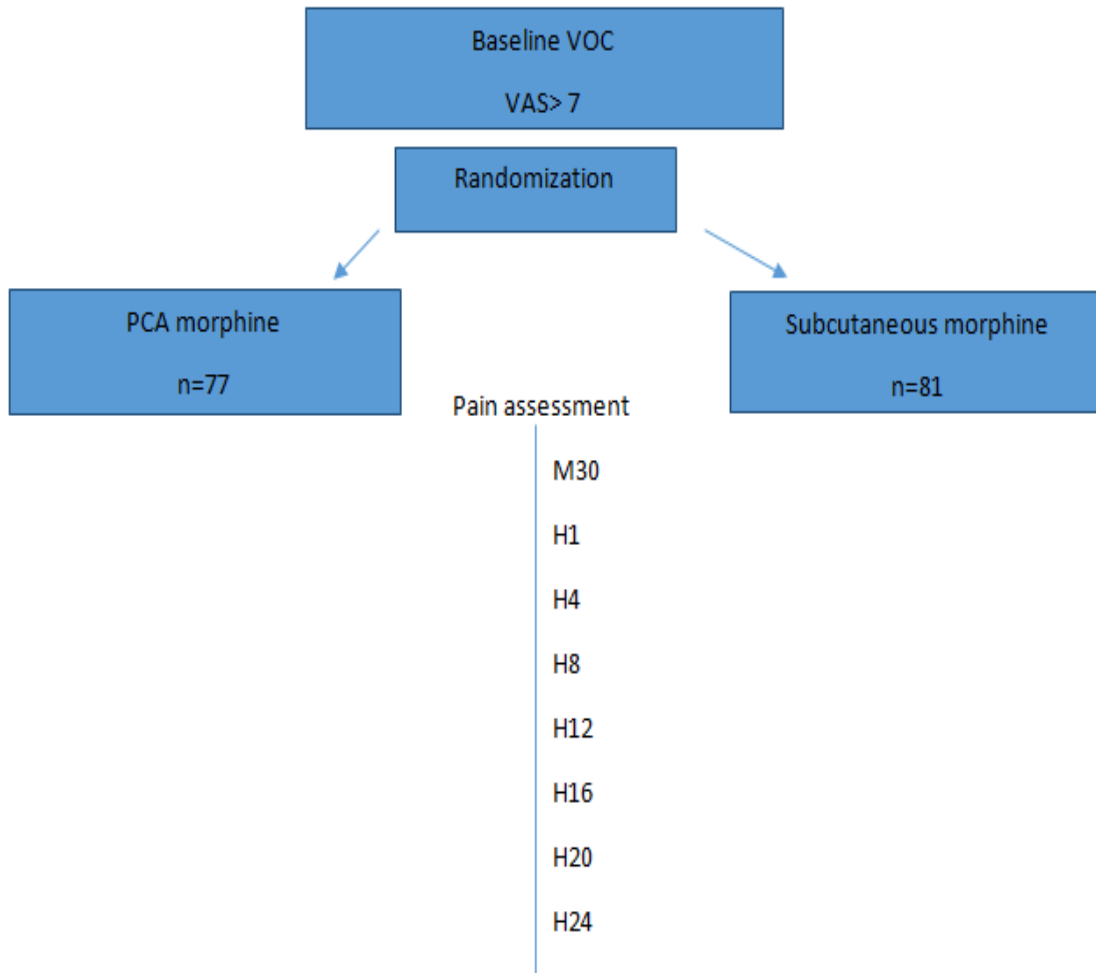 Baseline VOC
VAS> 7
Randomization
PCA morphine
n=77
Subcutaneous morphine
n=81
Pain assessment
M30
H1
H4
H8
H12
H16
H20
H24